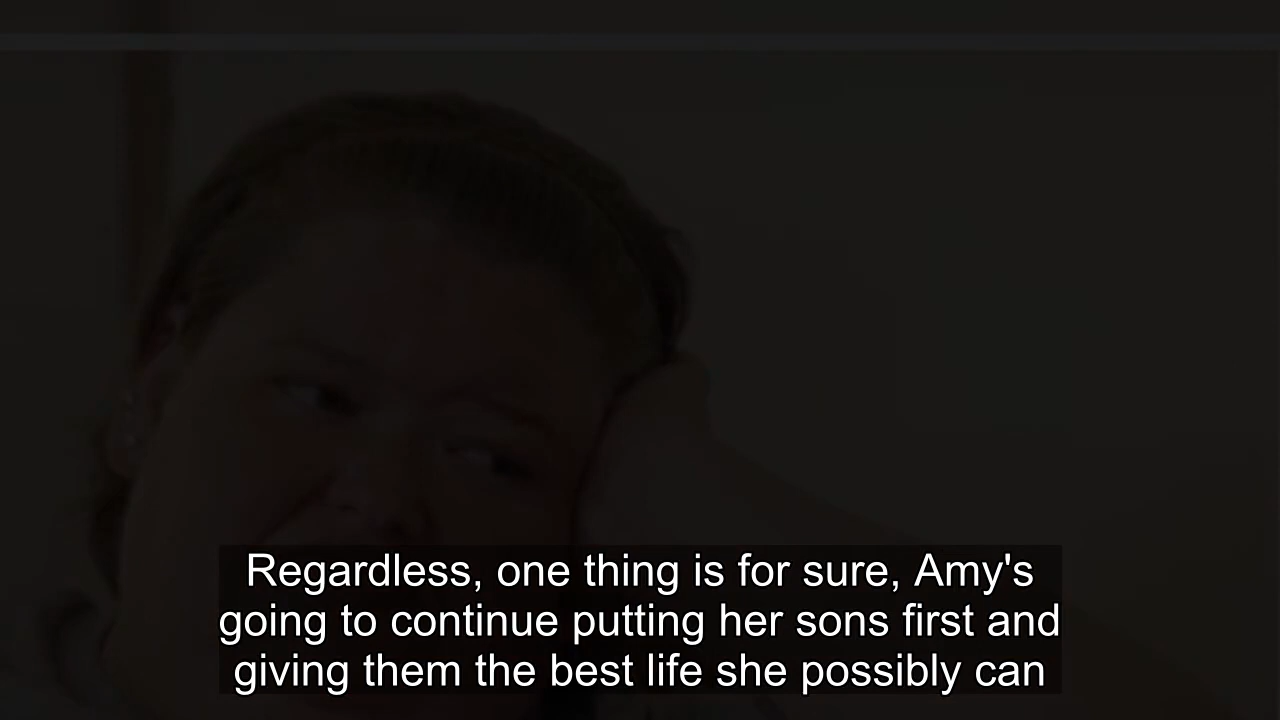 Regardless, one thing is for sure, Amy's
going to continue putting her sons first and
giving them the best life she possibly can